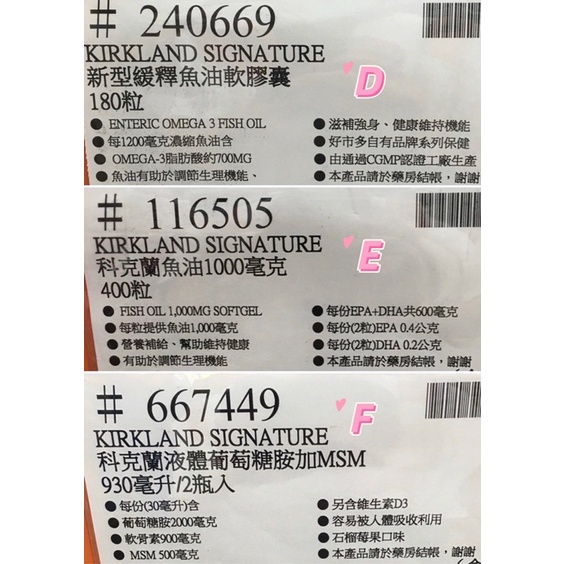 # 240669
KIRKLAND SIGNATURE
新型緩釋魚油軟膠囊
D
180粒
● ENTERIC OMEGA 3 FISH OIL
● 每1200毫克濃縮魚油含
● OMEGA-3脂肪酸約700MG
● 魚油有助於調節生理機能、
● 滋補強身、健康維持機能
● 好市多自有品牌系列保健
● 由通過CGMP認證工廠生產
● 本產品請於藥房結帳，謝謝
# 116505
KIRKLAND SIGNATURE
E
科克蘭魚油1000毫克
400粒
● FISH OIL 1,000MG SOFTGEL
● 每粒提供魚油1,000毫克
● 營養補給、幫助維持健康
● 有助於調節生理機能
● 每份EPA+DHA共600毫克
● 每份(2粒)EPA 0.4公克
● 每份(2粒)DHA 0.2公克
● 本產品請於藥房結帳，謝謝
# 667449
F
KIRKLAND SIGNATURE
科克蘭液體葡萄糖胺加MSM
930毫升/2瓶入
● 每份(30毫升)含
● 葡萄糖胺2000毫克
● 軟骨素900毫克
● MSM 500毫克
● 另含維生素D3
● 容易被人體吸收利用
● 石榴莓果口味
● 本產品請於藥房結帳，謝謝